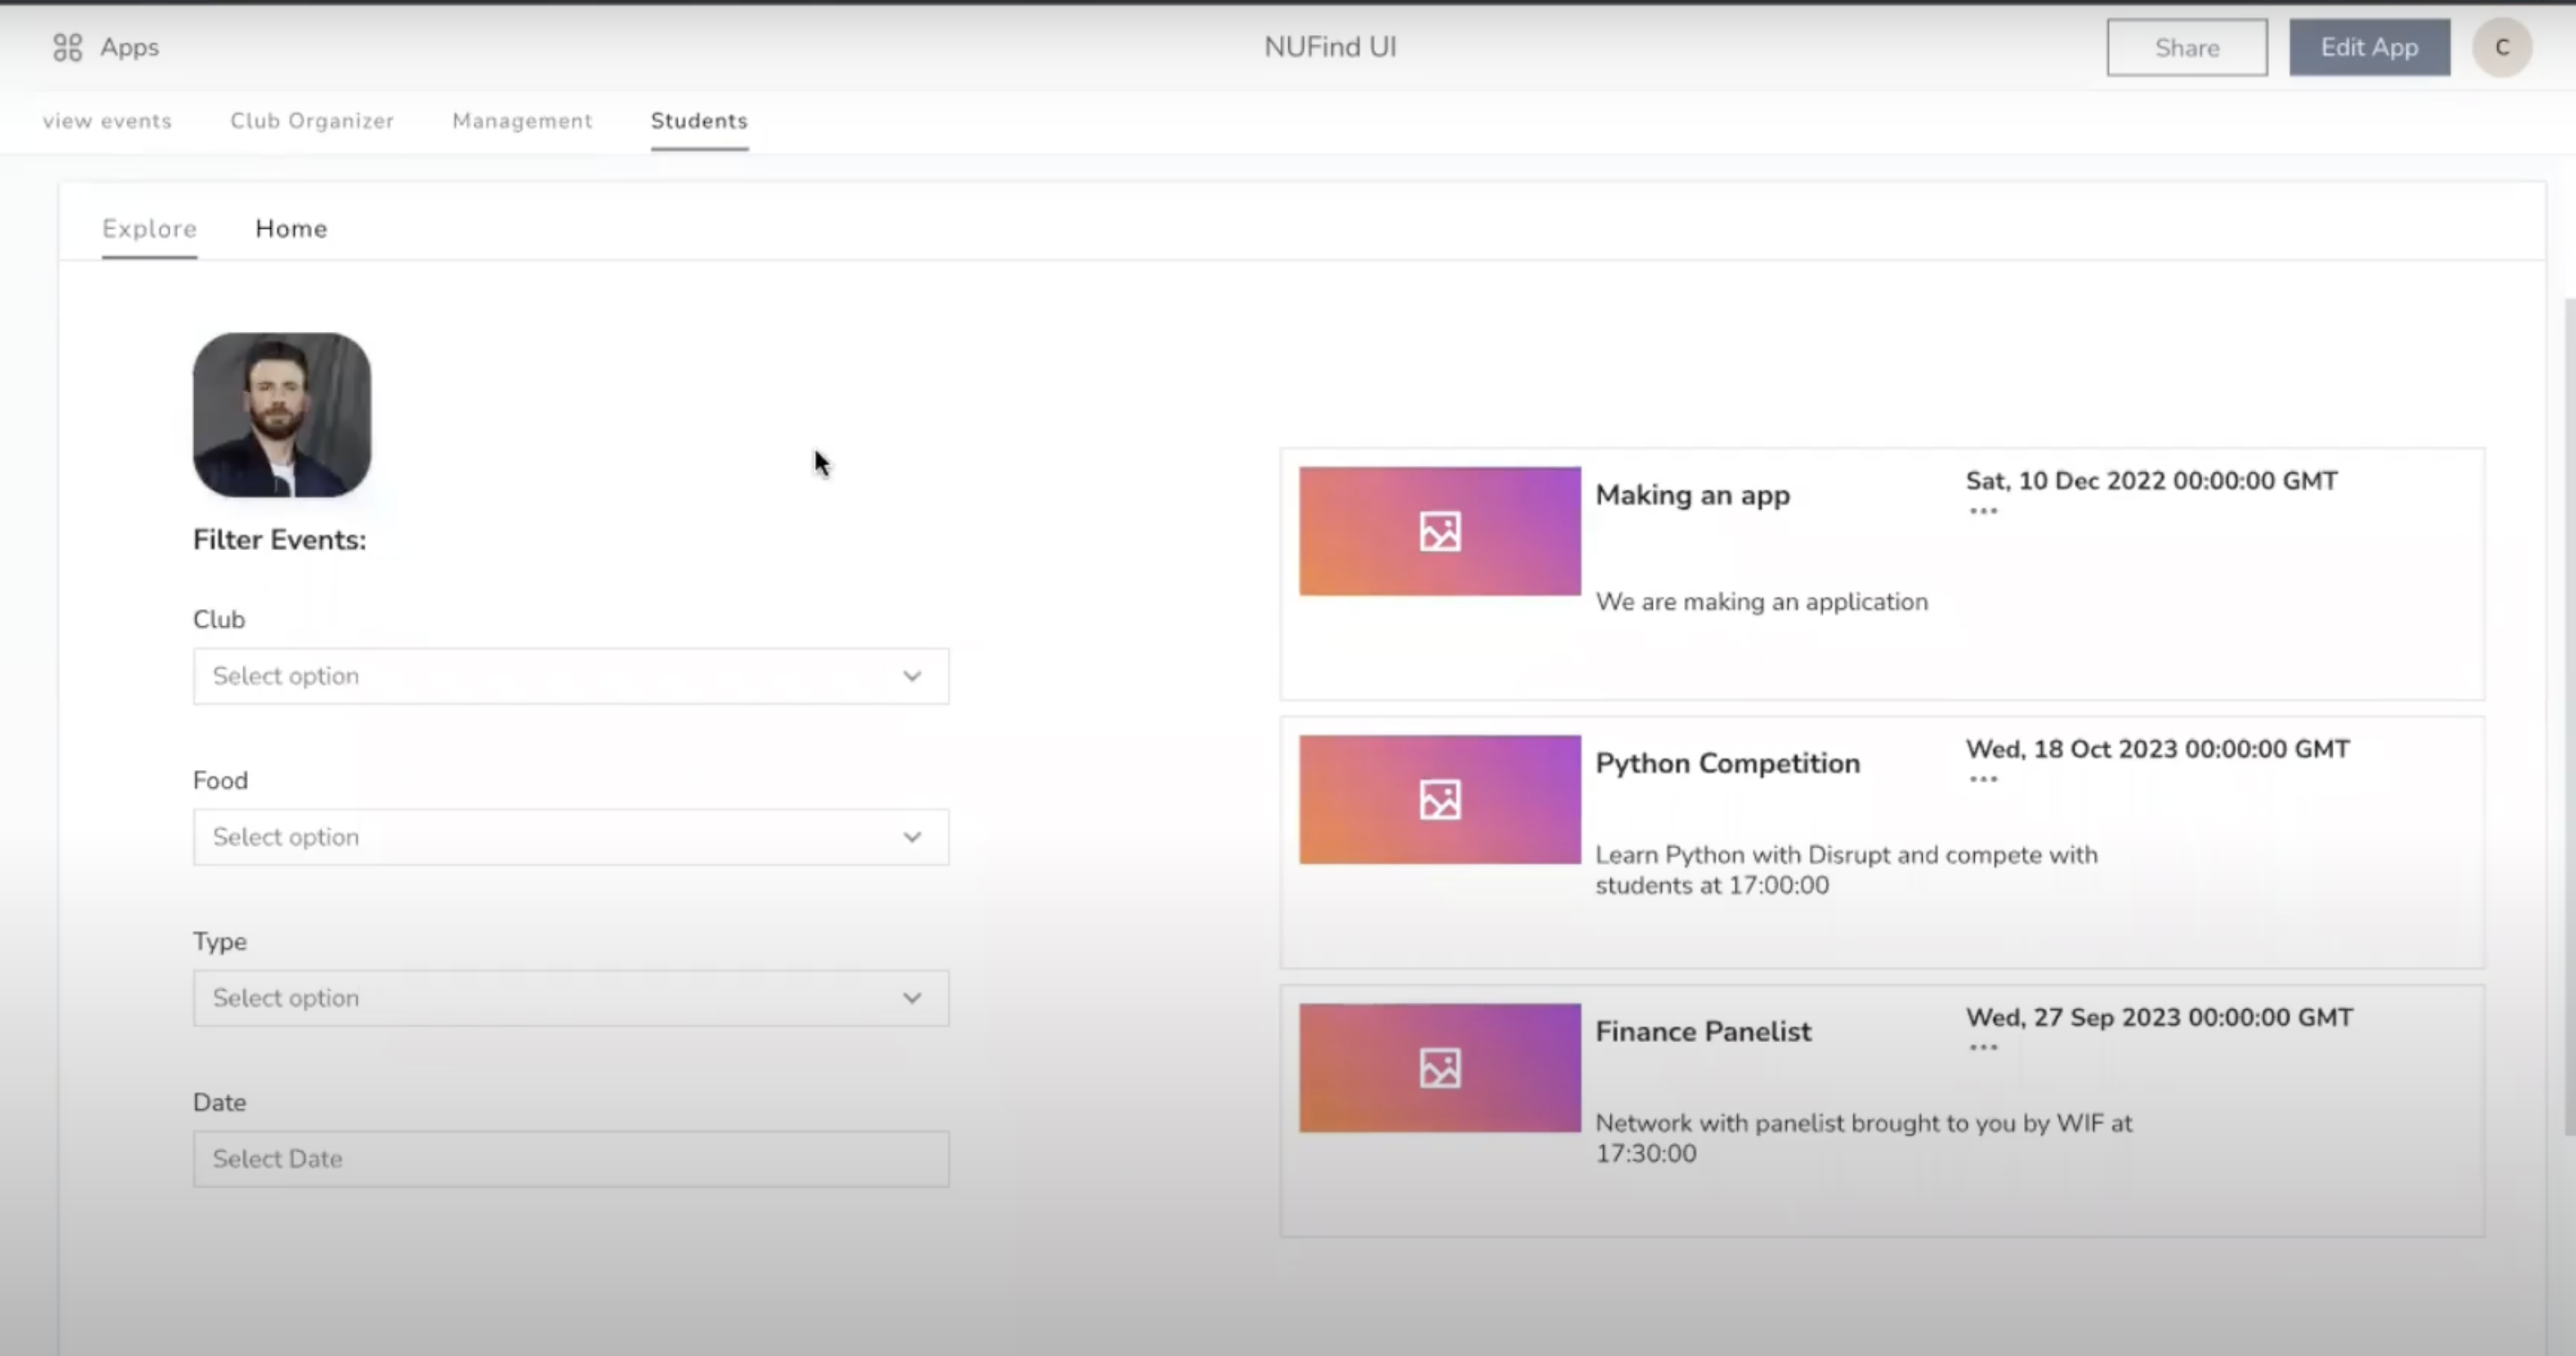 Apps
NUFind UI
Share
Edit App
C
view events
Club Organizer
Management
Students
Explore
Home
Filter Events:
Club
Select option
Food
Select option
Type
Select option
Date
Select Date
Making an app
Sat, 10 Dec 2022 00:00:00 GMT
...
We are making an application
Python Competition
Wed, 18 Oct 2023 00:00:00 GMT
...
Learn Python with Disrupt and compete with
students at 17:00:00
Finance Panelist
Wed, 27 Sep 2023 00:00:00 GMT
...
Network with panelist brought to you by WIF at
17:30:00